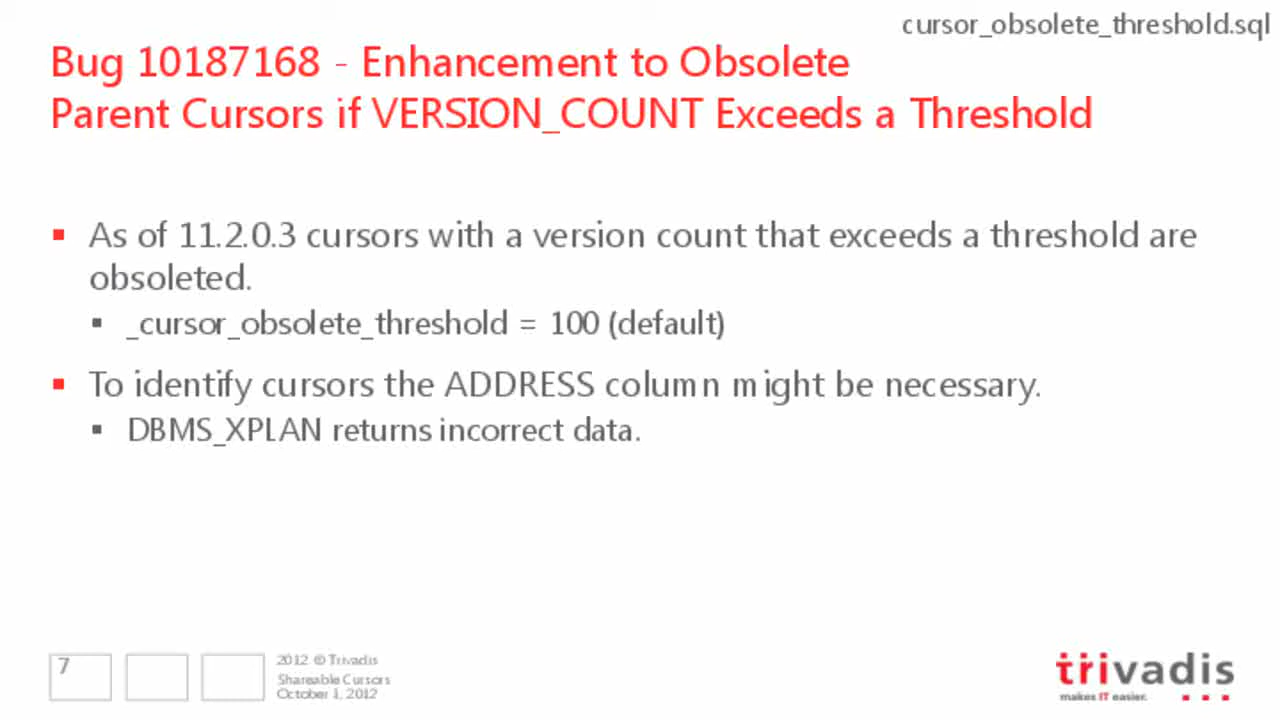 cursor_obsolete_threshold.sql
Bug 10187168 - Enhancement to Obsolete
Parent Cursors if VERSION_COUNT Exceeds a Threshold
▪ As of 11.2.0.3 cursors with a version count that exceeds a threshold are
obsoleted.
▪ _cursor_obsolete_threshold = 100 (default)
▪ To identify cursors the ADDRESS column might be necessary.
▪ DBMS_XPLAN returns incorrect data.
7
2012 © Trivadis
Shareable Cursors
October 1, 2012
trivadis
makes IT easier.